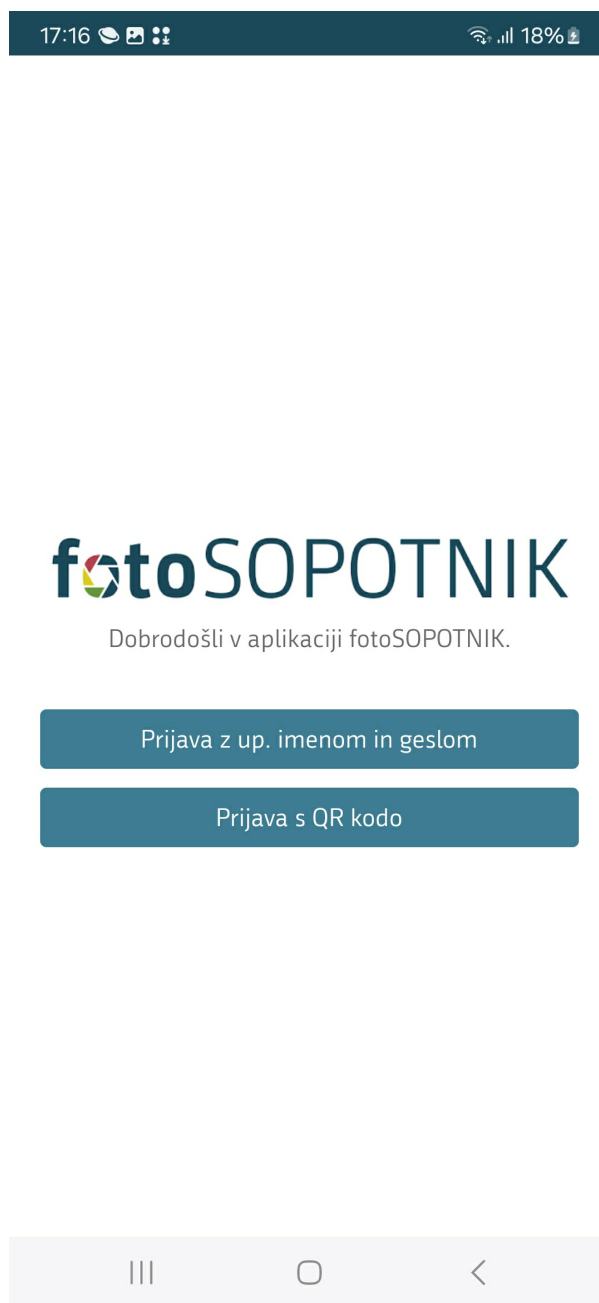 17:16
18%
fotoSOPOTNIK
Dobrodošli v aplikaciji fotoSOPOTNIK.
Prijava z up. imenom in geslom
Prijava s QR kodo